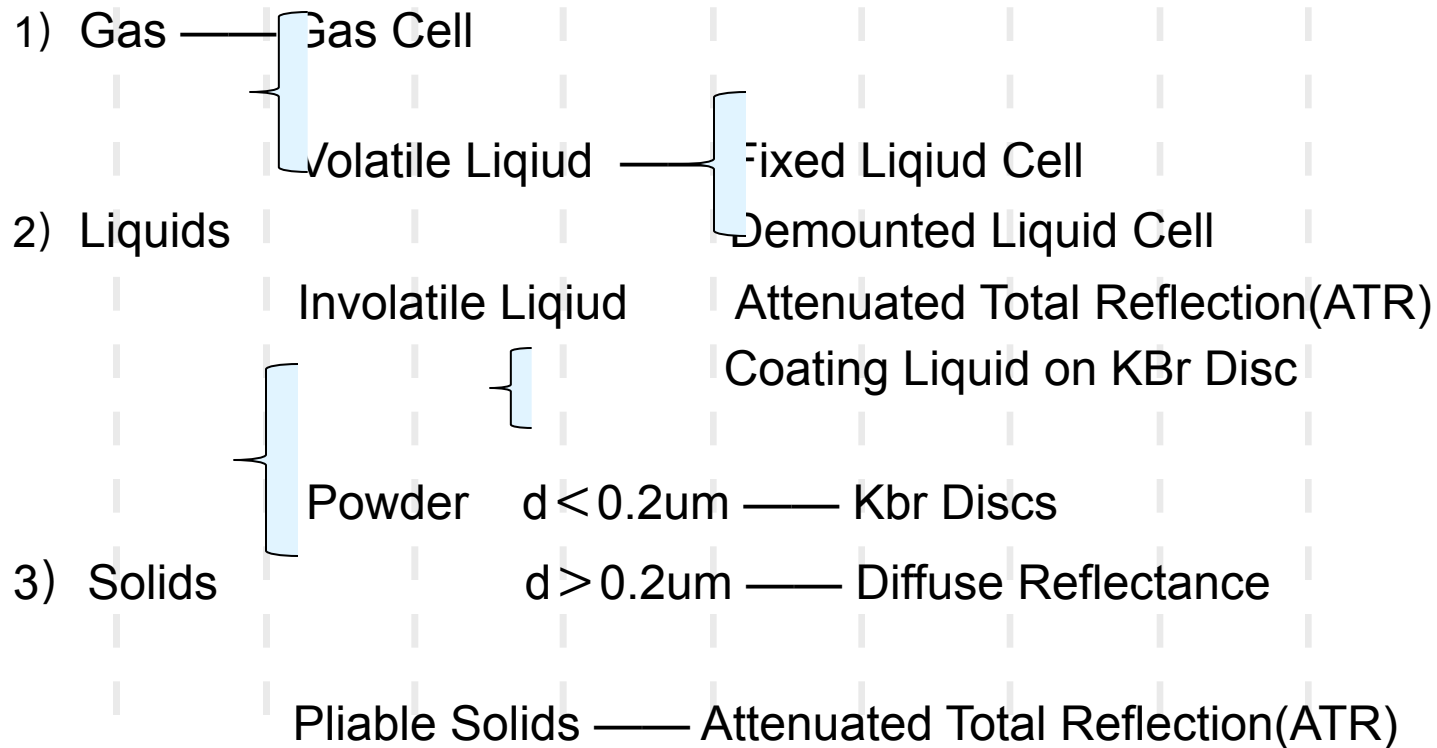 1) Gas —— Gas Cell
Volatile Liqiud —— Fixed Liqiud Cell
2) Liquids Demounted Liquid Cell
Involatile Liqiud Attenuated Total Reflection(ATR)
Coating Liquid on KBr Disc
Powder d<0.2um —— Kbr Discs
3) Solids d>0.2um —— Diffuse Reflectance
Pliable Solids —— Attenuated Total Reflection(ATR)